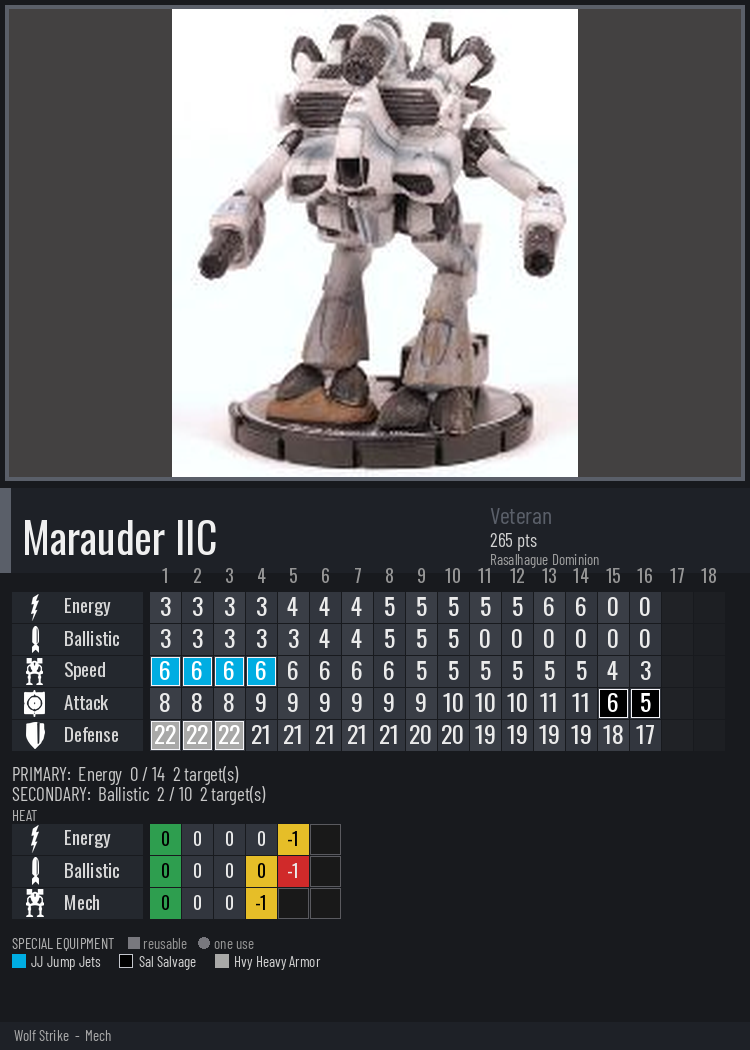 Marauder IIC
Veteran
265 pts
Rasalhague Dominion
1 2 3 4 5 6 7 8 9 10 11 12 13 14 15 16 17 18
Energy 3 3 3 3 4 4 4 5 5 5 5 5 6 6 0 0
Ballistic 3 3 3 3 3 4 4 5 5 5 0 0 0 0 0 0
Speed 6 6 6 6 6 6 6 6 5 5 5 5 5 5 4 3
Attack 8 8 8 9 9 9 9 9 9 10 10 10 11 11 6 5
Defense 22 22 22 21 21 21 21 21 20 20 19 19 19 19 18 17
PRIMARY: Energy 0 / 14 2 target(s)
SECONDARY: Ballistic 2 / 10 2 target(s)
HEAT
Energy 0 0 0 0 -1
Ballistic 0 0 0 0 -1
Mech 0 0 0 -1
SPECIAL EQUIPMENT reusable one use
JJ Jump Jets Sal Salvage Hvy Heavy Armor
Wolf Strike - Mech